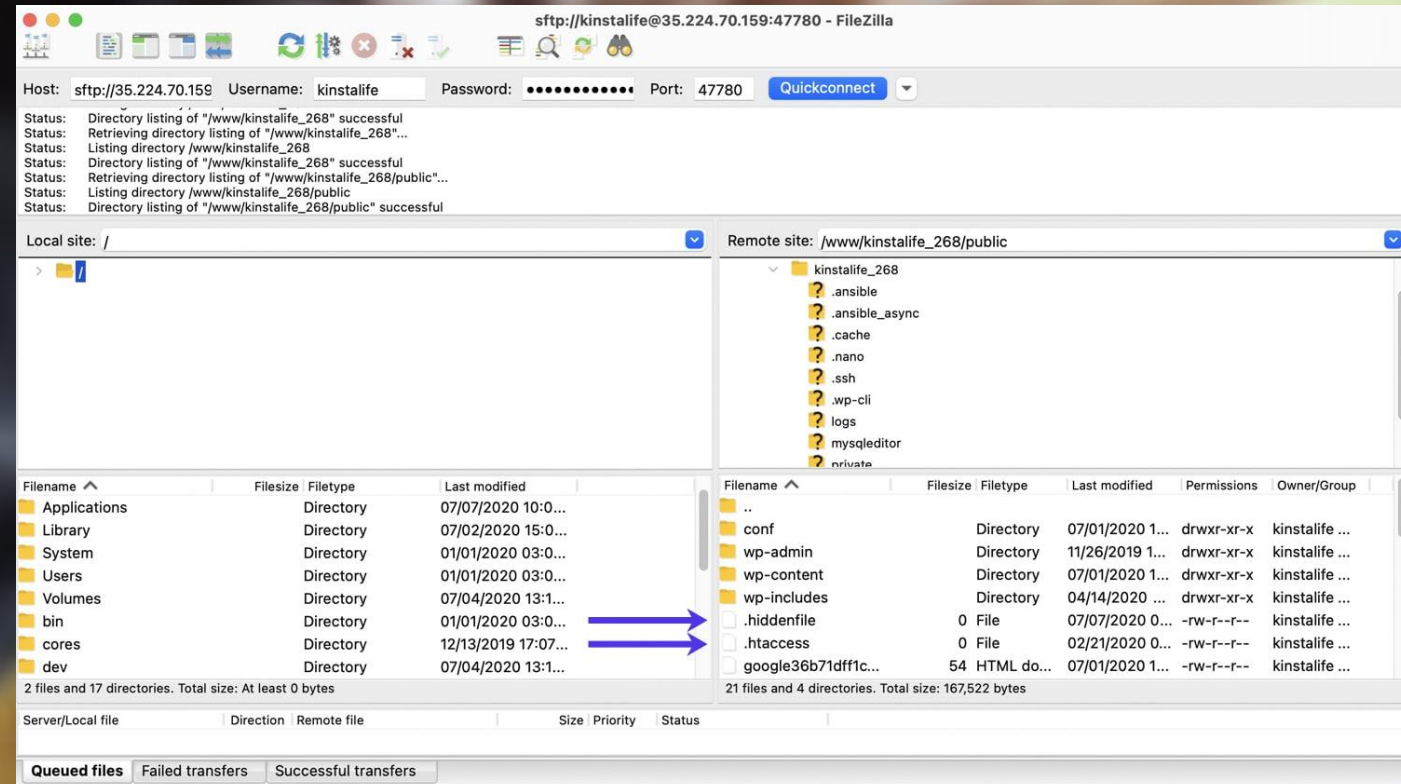 sftp://kinstalife@35.224.70.159:47780 - FileZilla
Host: sftp://35.224.70.159 Username: kinstalife Password: ●●●●●●●●●●●● Port: 47780 Quickconnect
Status: Directory listing of "/www/kinstalife_268" successful
Status: Retrieving directory listing of "/www/kinstalife_268"...
Status: Listing directory /www/kinstalife_268
Status: Directory listing of "/www/kinstalife_268" successful
Status: Retrieving directory listing of "/www/kinstalife_268/public"...
Status: Listing directory /www/kinstalife_268/public
Status: Directory listing of "/www/kinstalife_268/public" successful
Local site: /
/
Remote site: /www/kinstalife_268/public
kinstalife_268
.ansible
.ansible_async
.cache
.nano
.ssh
.wp-cli
logs
mysqleditor
private
Filename Filesize Filetype Last modified
Applications Directory 07/07/2020 10:0...
Library Directory 07/02/2020 15:0...
System Directory 01/01/2020 03:0...
Users Directory 01/01/2020 03:0...
Volumes Directory 07/04/2020 13:1...
bin Directory 01/01/2020 03:0...
cores Directory 12/13/2019 17:07...
dev Directory 07/04/2020 13:1...
2 files and 17 directories. Total size: At least 0 bytes
Filename Filesize Filetype Last modified Permissions Owner/Group
..
conf Directory 07/01/2020 1... drwxr-xr-x kinstalife ...
wp-admin Directory 11/26/2019 1... drwxr-xr-x kinstalife ...
wp-content Directory 07/01/2020 1... drwxr-xr-x kinstalife ...
wp-includes Directory 04/14/2020 ... drwxr-xr-x kinstalife ...
.hiddenfile 0 File 07/07/2020 0... -rw-r--r-- kinstalife ...
.htaccess 0 File 02/21/2020 0... -rw-r--r-- kinstalife ...
google36b71dff1c... 54 HTML do... 07/01/2020 1... -rw-r--r-- kinstalife ...
21 files and 4 directories. Total size: 167,522 bytes
Server/Local file Direction Remote file Size Priority Status
Queued files Failed transfers Successful transfers